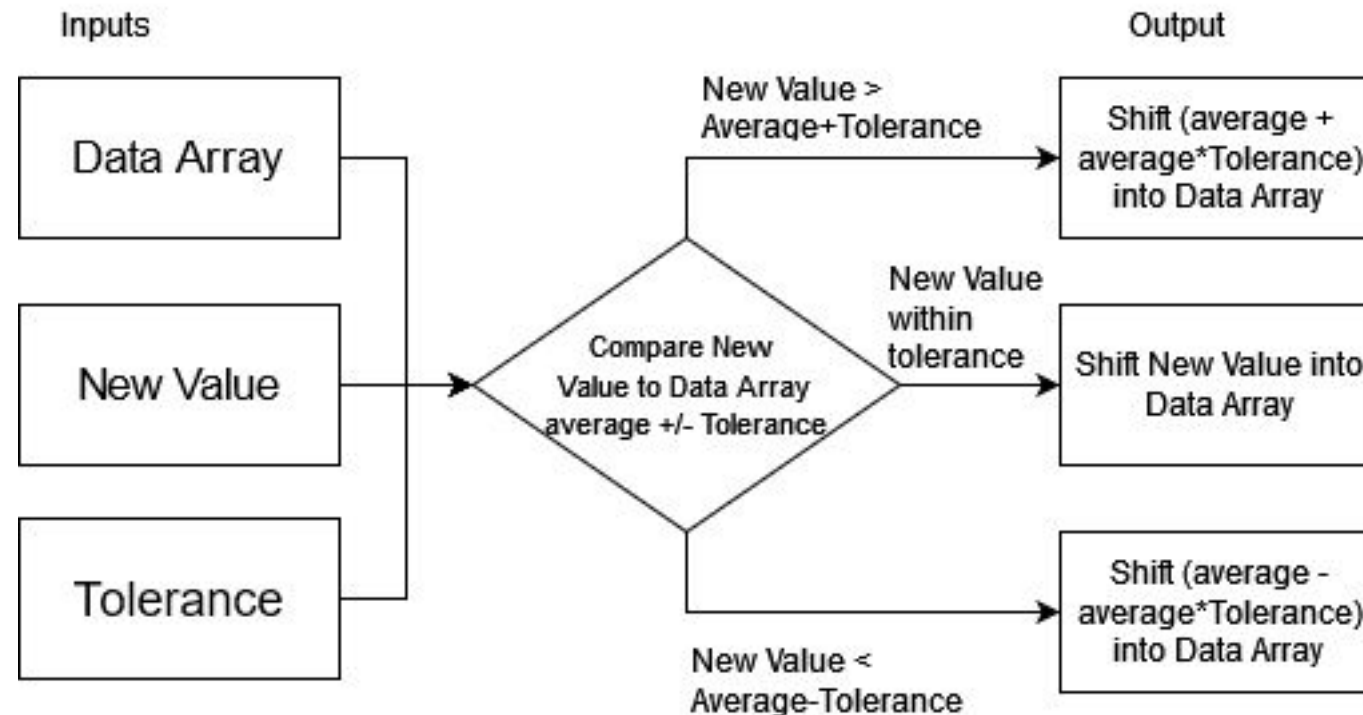 Inputs
Output
Data Array
New Value
Tolerance
Compare New
Value to Data Array
average +/- Tolerance
New Value >
Average+Tolerance
Shift (average +
average*Tolerance)
into Data Array
New Value
within
tolerance
Shift New Value into
Data Array
New Value <
Average-Tolerance
Shift (average -
average*Tolerance)
into Data Array